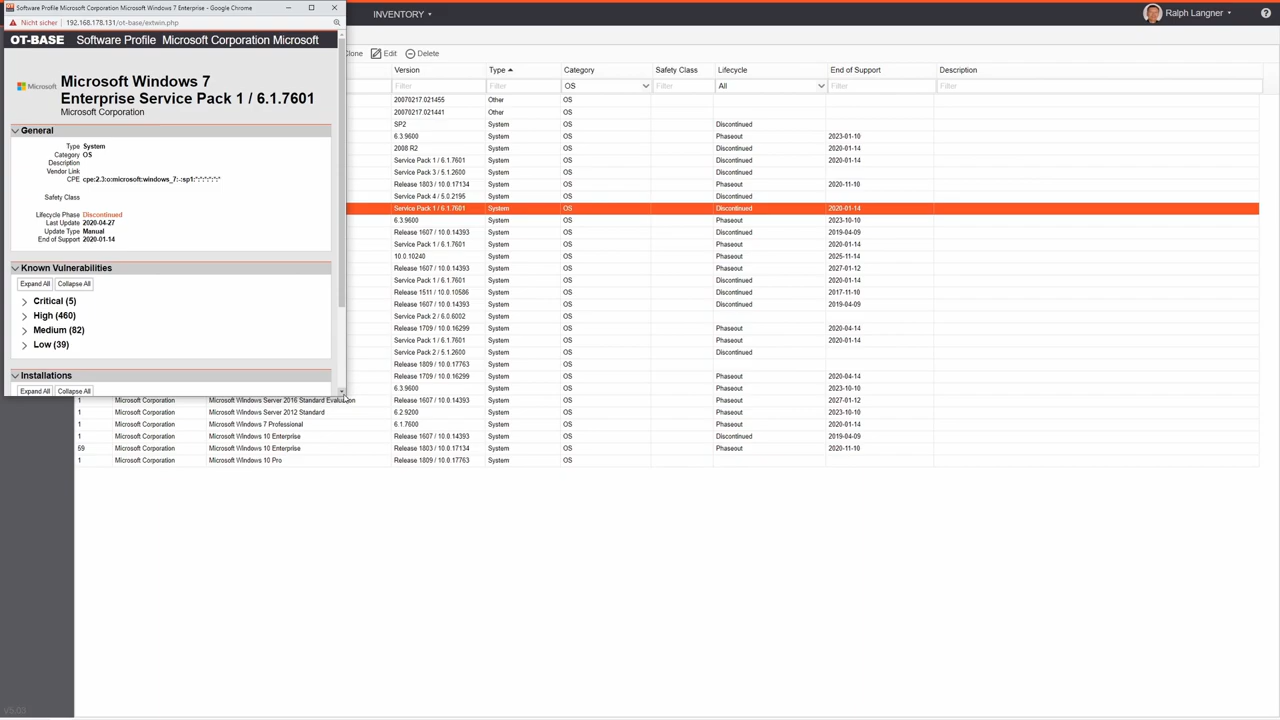 Software Profile Microsoft Corporation Microsoft Windows 7 Enterprise - Google Chrome
Nicht sicher | 192.168.178.131/ot-base/extwin.php
OT-BASE Software Profile Microsoft Corporation Microsoft
Microsoft
Microsoft Windows 7
Enterprise Service Pack 1 / 6.1.7601
Microsoft Corporation
General
Type System
Category OS
Description
Vendor Link
CPE cpe:2.3:o:microsoft:windows_7:-:sp1:*:*:*:*:*:*
Safety Class
Lifecycle Phase Discontinued
Last Update 2020-04-27
Update Type Manual
End of Support 2020-01-14
Known Vulnerabilities
Expand All Collapse All
Critical (5)
High (460)
Medium (82)
Low (39)
Installations
Expand All Collapse All
INVENTORY
Ralph Langner
?
Clone Edit Delete
Version Type Category Safety Class Lifecycle End of Support Description
Filter Filter OS Filter All Filter Filter
20070217.021455 Other OS
20070217.021441 Other OS
SP2 System OS Discontinued
6.3.9600 System OS Phaseout 2023-01-10
2008 R2 System OS Discontinued 2020-01-14
Service Pack 1 / 6.1.7601 System OS Discontinued 2020-01-14
Service Pack 3 / 5.1.2600 System OS Discontinued
Release 1803 / 10.0.17134 System OS Phaseout 2020-11-10
Service Pack 4 / 5.0.2195 System OS Discontinued
Service Pack 1 / 6.1.7601 System OS Discontinued 2020-01-14
6.3.9600 System OS Phaseout 2023-10-10
Release 1607 / 10.0.14393 System OS Discontinued 2019-04-09
Service Pack 1 / 6.1.7601 System OS Phaseout 2020-01-14
10.0.10240 System OS Phaseout 2025-11-14
Release 1607 / 10.0.14393 System OS Phaseout 2027-01-12
Service Pack 1 / 6.1.7601 System OS Discontinued 2020-01-14
Release 1511 / 10.0.10586 System OS Discontinued 2017-11-10
Release 1607 / 10.0.14393 System OS Discontinued 2019-04-09
Service Pack 2 / 6.0.6002 System OS
Release 1709 / 10.0.16299 System OS Phaseout 2020-04-14
Service Pack 1 / 6.1.7601 System OS Phaseout 2020-01-14
Service Pack 2 / 5.1.2600 System OS Discontinued
Release 1809 / 10.0.17763 System OS
Release 1709 / 10.0.16299 System OS Phaseout 2020-04-14
6.3.9600 System OS Phaseout 2023-10-10
1 Microsoft Corporation Microsoft Windows Server 2016 Standard Evaluation Release 1607 / 10.0.14393 System OS Phaseout 2027-01-12
1 Microsoft Corporation Microsoft Windows Server 2012 Standard 6.2.9200 System OS Phaseout 2023-10-10
1 Microsoft Corporation Microsoft Windows 7 Professional 6.1.7600 System OS Phaseout 2020-01-14
1 Microsoft Corporation Microsoft Windows 10 Enterprise Release 1607 / 10.0.14393 System OS Discontinued 2019-04-09
59 Microsoft Corporation Microsoft Windows 10 Enterprise Release 1803 / 10.0.17134 System OS Phaseout 2020-11-10
1 Microsoft Corporation Microsoft Windows 10 Pro Release 1809 / 10.0.17763 System OS
V5.03